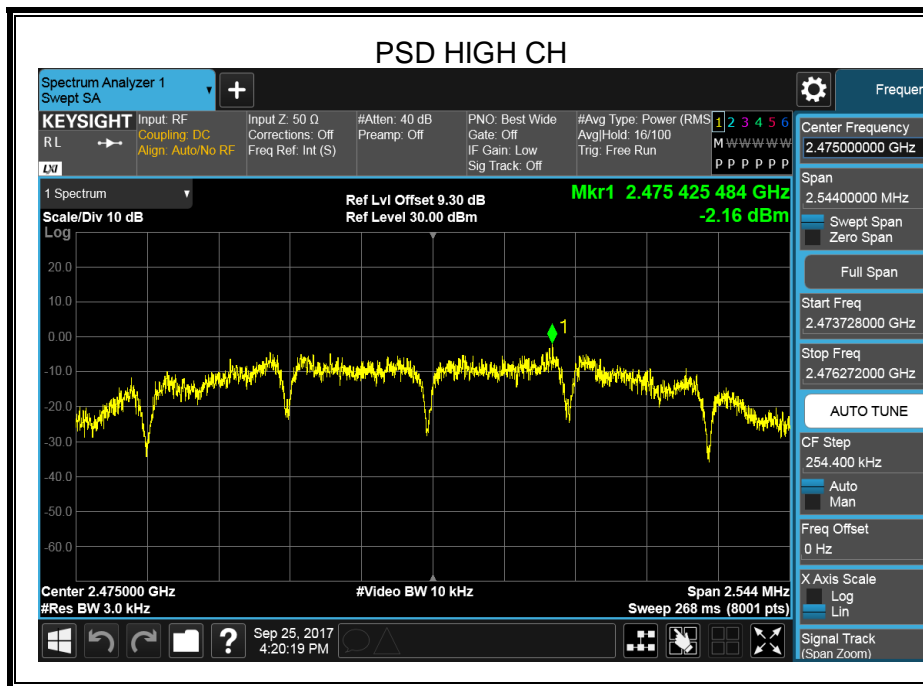 PSD HIGH CH
Spectrum Analyzer 1
Swept SA
+
Frequen
KEYSIGHT
RL
LXI
Input: RF
Coupling: DC
Align: Auto/No RF
Input Z: 50 Ω
Corrections: Off
Freq Ref: Int (S)
#Atten: 40 dB
Preamp: Off
PNO: Best Wide
Gate: Off
IF Gain: Low
Sig Track: Off
#Avg Type: Power (RMS
Avg|Hold: 16/100
Trig: Free Run
1 2 3 4 5 6
M W W W W W
P P P P P P
Center Frequency
2.475000000 GHz
Span
2.54400000 MHz
Swept Span
Zero Span
Full Span
Start Freq
2.473728000 GHz
Stop Freq
2.476272000 GHz
AUTO TUNE
CF Step
254.400 kHz
Auto
Man
Freq Offset
0 Hz
X Axis Scale
Log
Lin
Signal Track
(Span Zoom)
1 Spectrum
Scale/Div 10 dB
Log
Ref Lvl Offset 9.30 dB
Ref Level 30.00 dBm
Mkr1 2.475 425 484 GHz
-2.16 dBm
20.0
10.0
0.00
-10.0
-20.0
-30.0
-40.0
-50.0
-60.0
1
Center 2.475000 GHz
#Res BW 3.0 kHz
#Video BW 10 kHz
Span 2.544 MHz
Sweep 268 ms (8001 pts)
?
Sep 25, 2017
4:20:19 PM